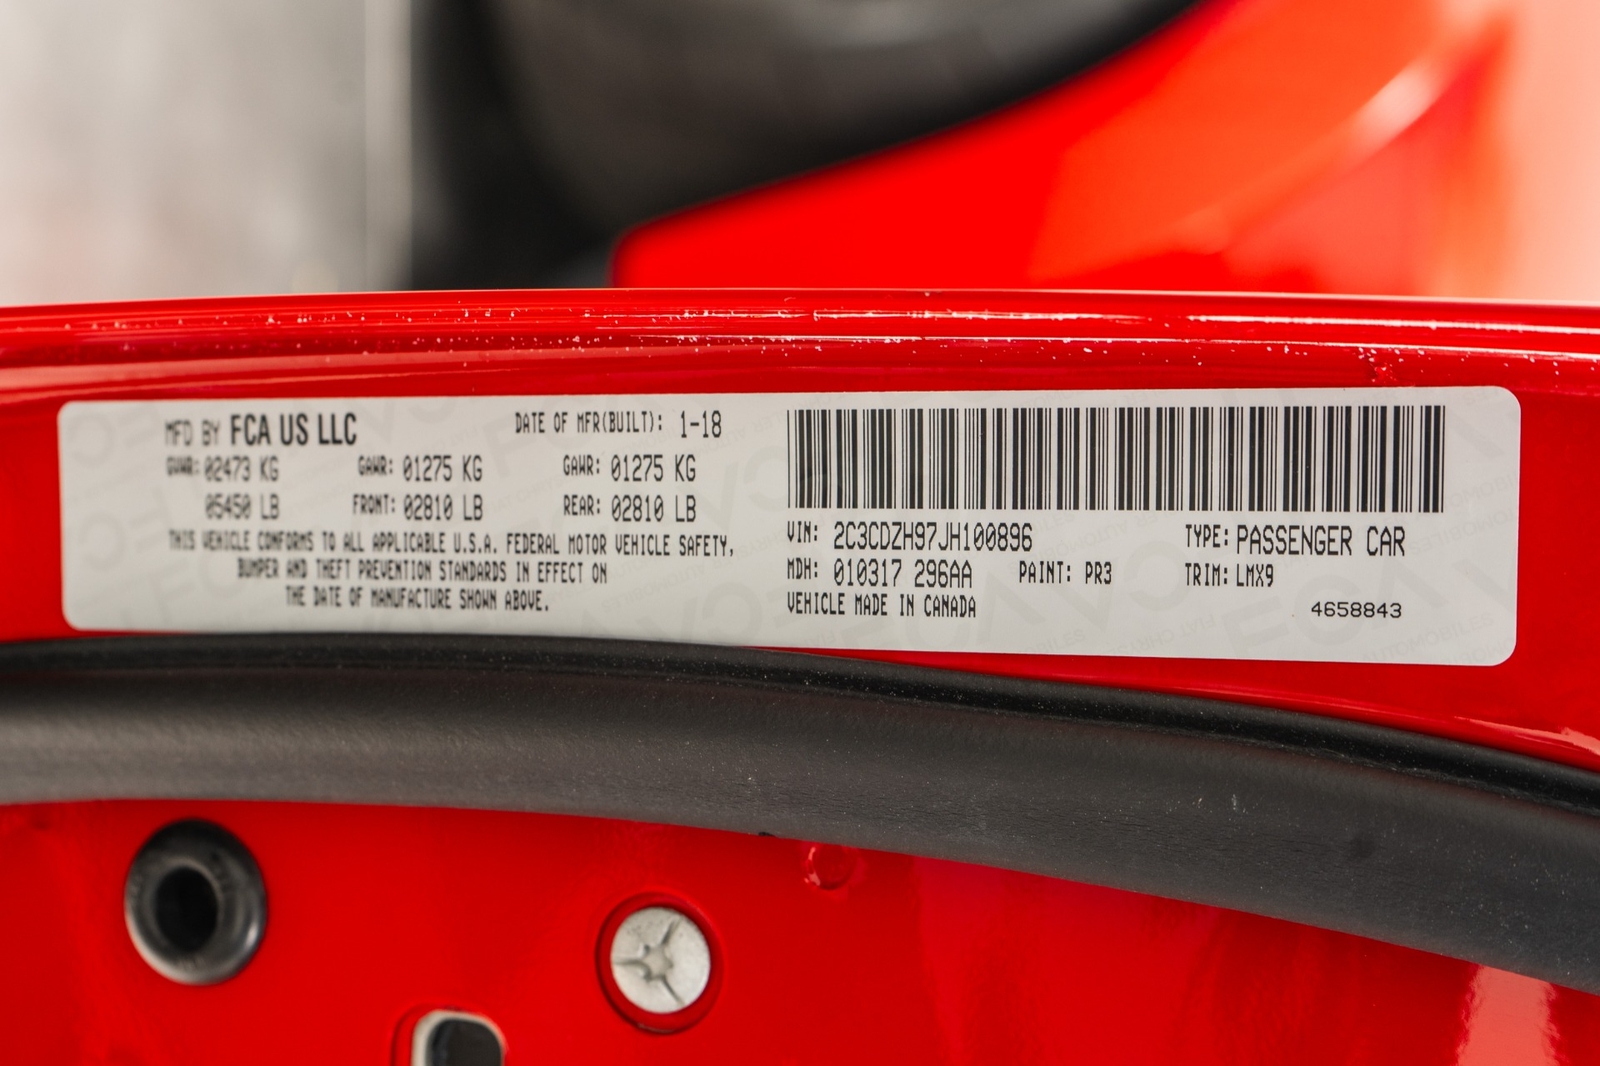 MFD BY FCA US LLC DATE OF MFR(BUILT): 1-18
GVWR: 02473 KG GAWR: 01275 KG GAWR: 01275 KG
05450 LB FRONT: 02810 LB REAR: 02810 LB
THIS VEHICLE CONFORMS TO ALL APPLICABLE U.S.A. FEDERAL MOTOR VEHICLE SAFETY,
BUMPER AND THEFT PREVENTION STANDARDS IN EFFECT ON
THE DATE OF MANUFACTURE SHOWN ABOVE.
VIN: 2C3CDZH97JH100896 TYPE: PASSENGER CAR
MDH: 010317 296AA PAINT: PR3 TRIM: LMX9
VEHICLE MADE IN CANADA 4658843